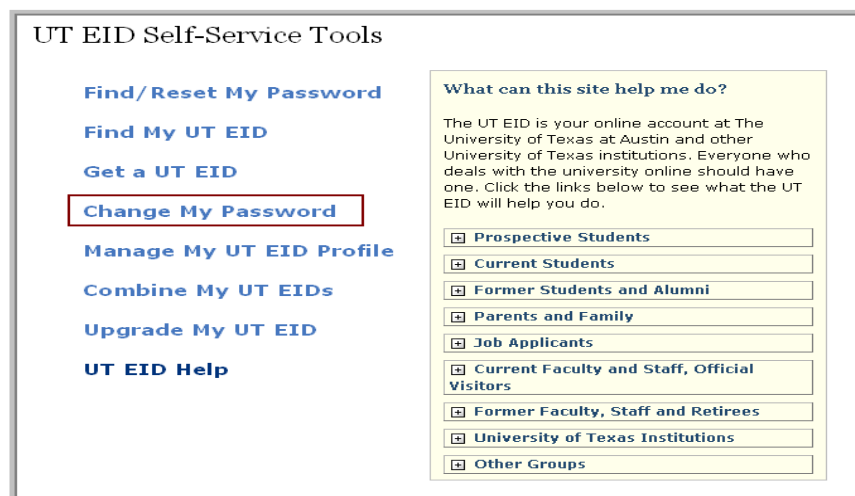 UT EID Self-Service Tools
Find/Reset My Password
Find My UT EID
Get a UT EID
Change My Password
Manage My UT EID Profile
Combine My UT EIDs
Upgrade My UT EID
UT EID Help
What can this site help me do?
The UT EID is your online account at The
University of Texas at Austin and other
University of Texas institutions. Everyone who
deals with the university online should have
one. Click the links below to see what the UT
EID will help you do.
Prospective Students
Current Students
Former Students and Alumni
Parents and Family
Job Applicants
Current Faculty and Staff, Official
Visitors
Former Faculty, Staff and Retirees
University of Texas Institutions
Other Groups